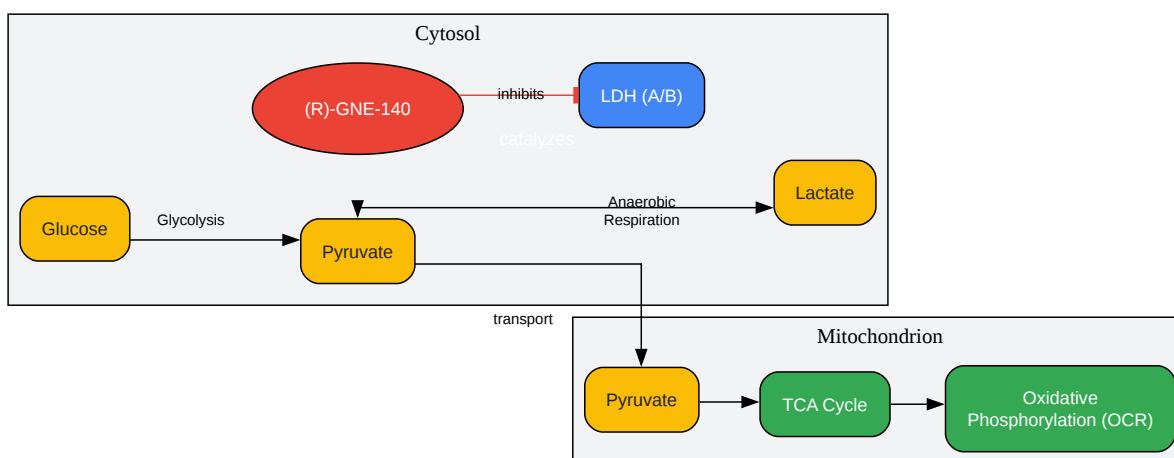 Cytosol
(R)-GNE-140
inhibits
LDH (A/B)
catalyzes
Lactate
Glucose
Glycolysis
Pyruvate
Anaerobic
Respiration
transport
Mitochondrion
Pyruvate
TCA Cycle
Oxidative
Phosphorylation (OCR)